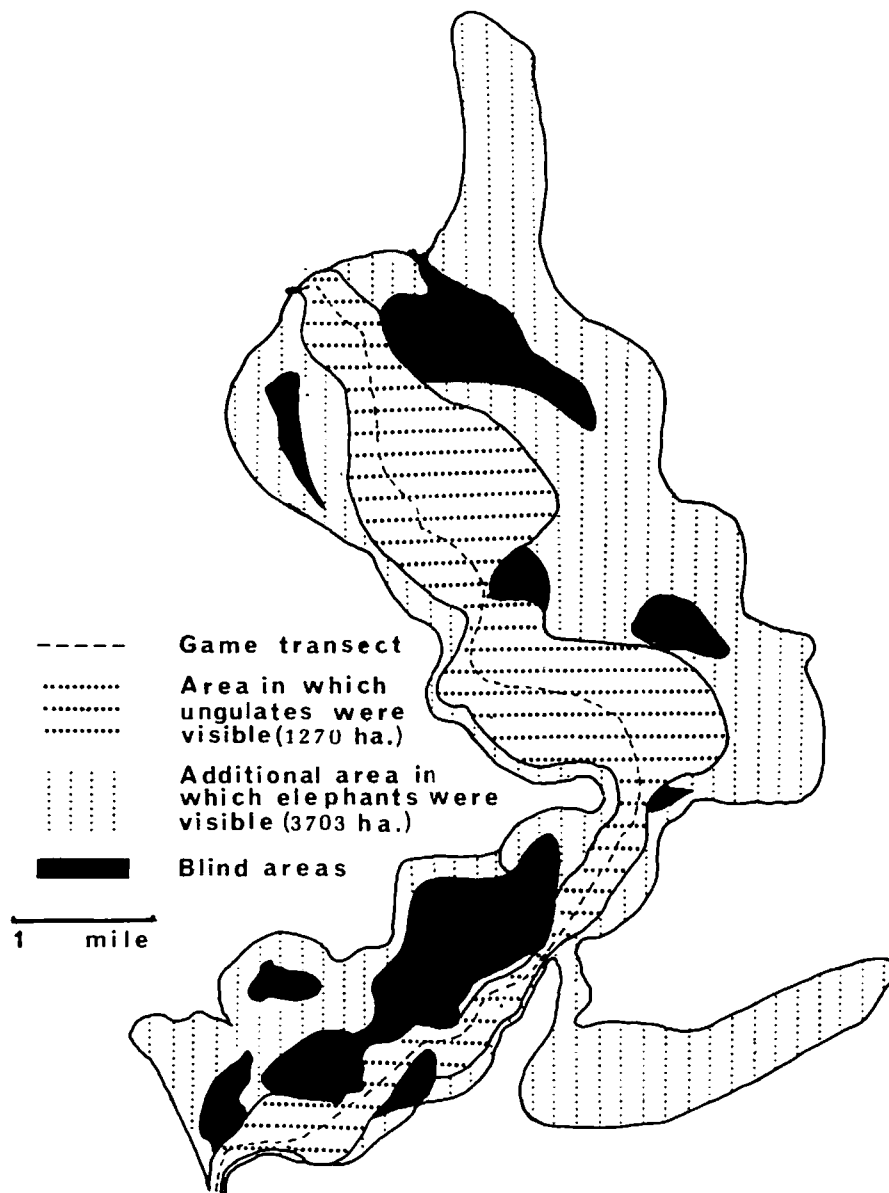 Game transect
Area in which
ungulates were
visible (1270 ha.)
Additional area in
which elephants were
visible (3703 ha.)
Blind areas
1 mile